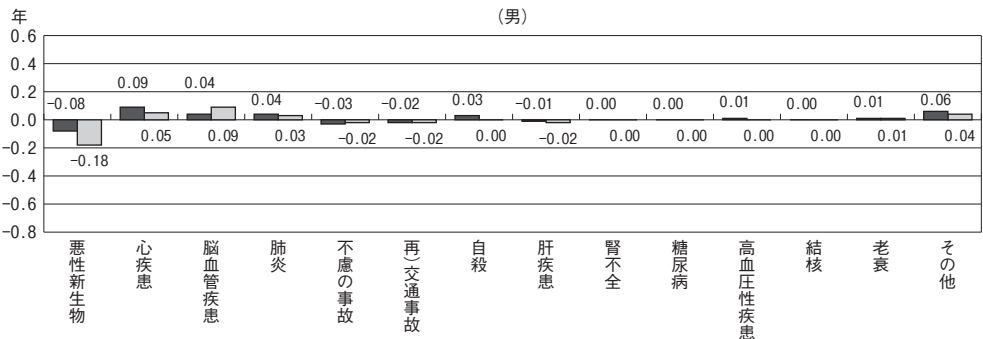 年
(男)
0.6
0.4
0.2
0.0
-0.2
-0.4
-0.6
-0.8
-0.08
0.09
0.04
0.04
-0.03
-0.02
0.03
-0.01
0.00
0.00
0.01
0.00
0.01
0.06
-0.18
0.05
0.09
0.03
-0.02
-0.02
0.00
-0.02
0.00
0.00
0.00
0.00
0.01
0.04
悪性新生物
心疾患
脳血管疾患
肺炎
不慮の事故
再)交通事故
自殺
肝疾患
腎不全
糖尿病
高血圧性疾患
結核
老衰
その他